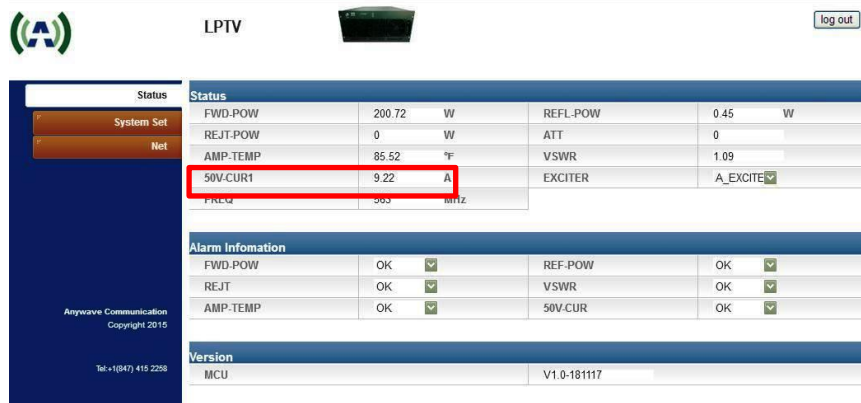 LPTV
log out
Status
System Set
Net
Status
FWD-POW 200.72 W REFL-POW 0.45 W
REJT-POW 0 W ATT 0
AMP-TEMP 85.52 °F VSWR 1.09
50V-CUR1 9.22 A EXCITER A_EXCITE
FREQ 563 MHz
Alarm Infomation
FWD-POW OK REF-POW OK
REJT OK VSWR OK
AMP-TEMP OK 50V-CUR OK
Anywave Communication
Copyright 2015
Tel:+1(847) 415 2258
Version
MCU V1.0-181117